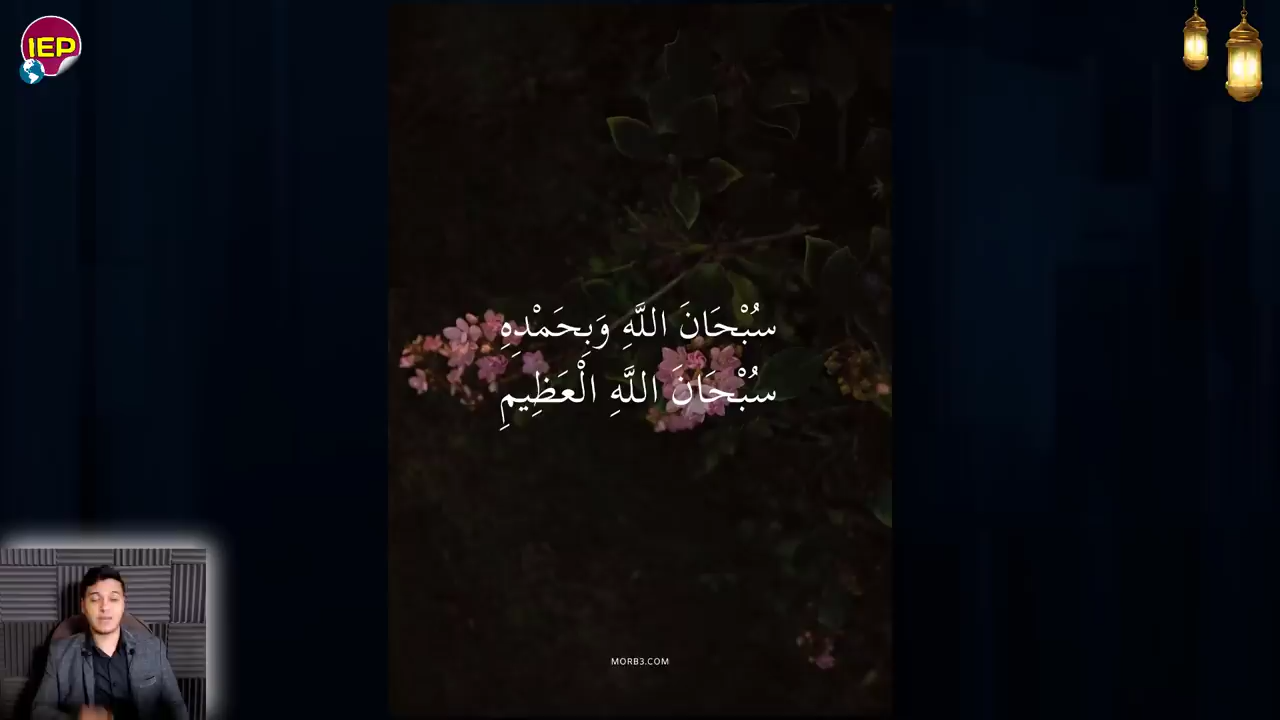 IEP
سُبْحَانَ اللَّهِ وَبِحَمْدِهِ
سُبْحَانَ اللَّهِ الْعَظِيمِ
MORB3.COM